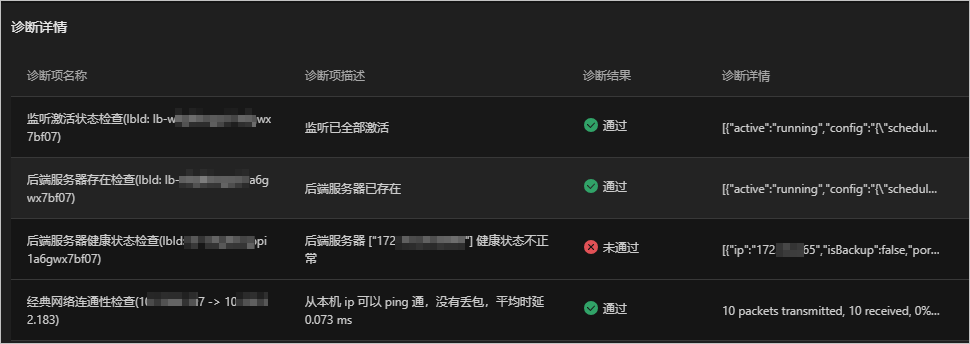 诊断详情
诊断项名称 诊断项描述 诊断结果 诊断详情
监听激活状态检查(lbId: lb-w wx
7bf07)
监听已全部激活
通过
[{"active":"running","config":"{\"schedul...
后端服务器存在检查(lbId: lb- a6g
wx7bf07)
后端服务器已存在
通过
[{"active":"running","config":"{\"schedul...
后端服务器健康状态检查(lbId: pi
1a6gwx7bf07)
后端服务器 ["172 "] 健康状态不正
常
未通过
[{"ip":"172 65","isBackup":false,"por...
经典网络连通性检查(10 7 -> 10
2.183)
从本机 ip 可以 ping 通，没有丢包，平均时延
0.073 ms
通过
10 packets transmitted, 10 received, 0%...